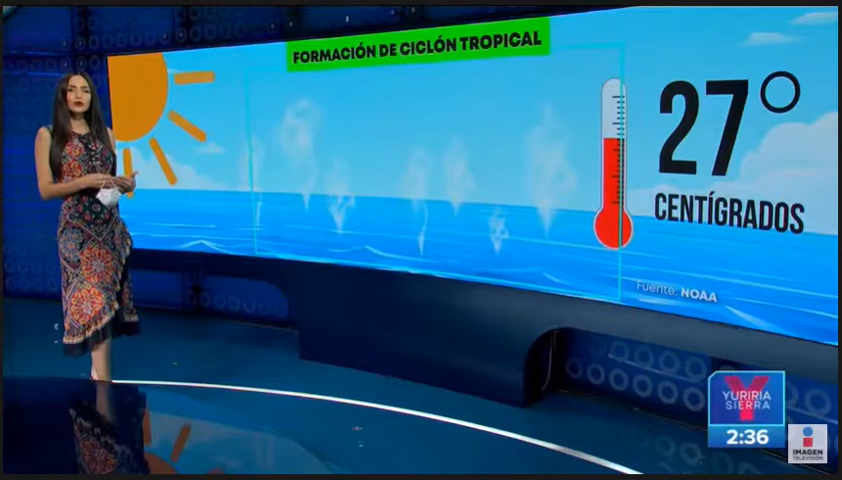 FORMACIÓN DE CICLÓN TROPICAL
27°
CENTÍGRADOS
Fuente: NOAA
YURIRIA
SIERRA
2:36
IMAGEN
TELEVISIÓN